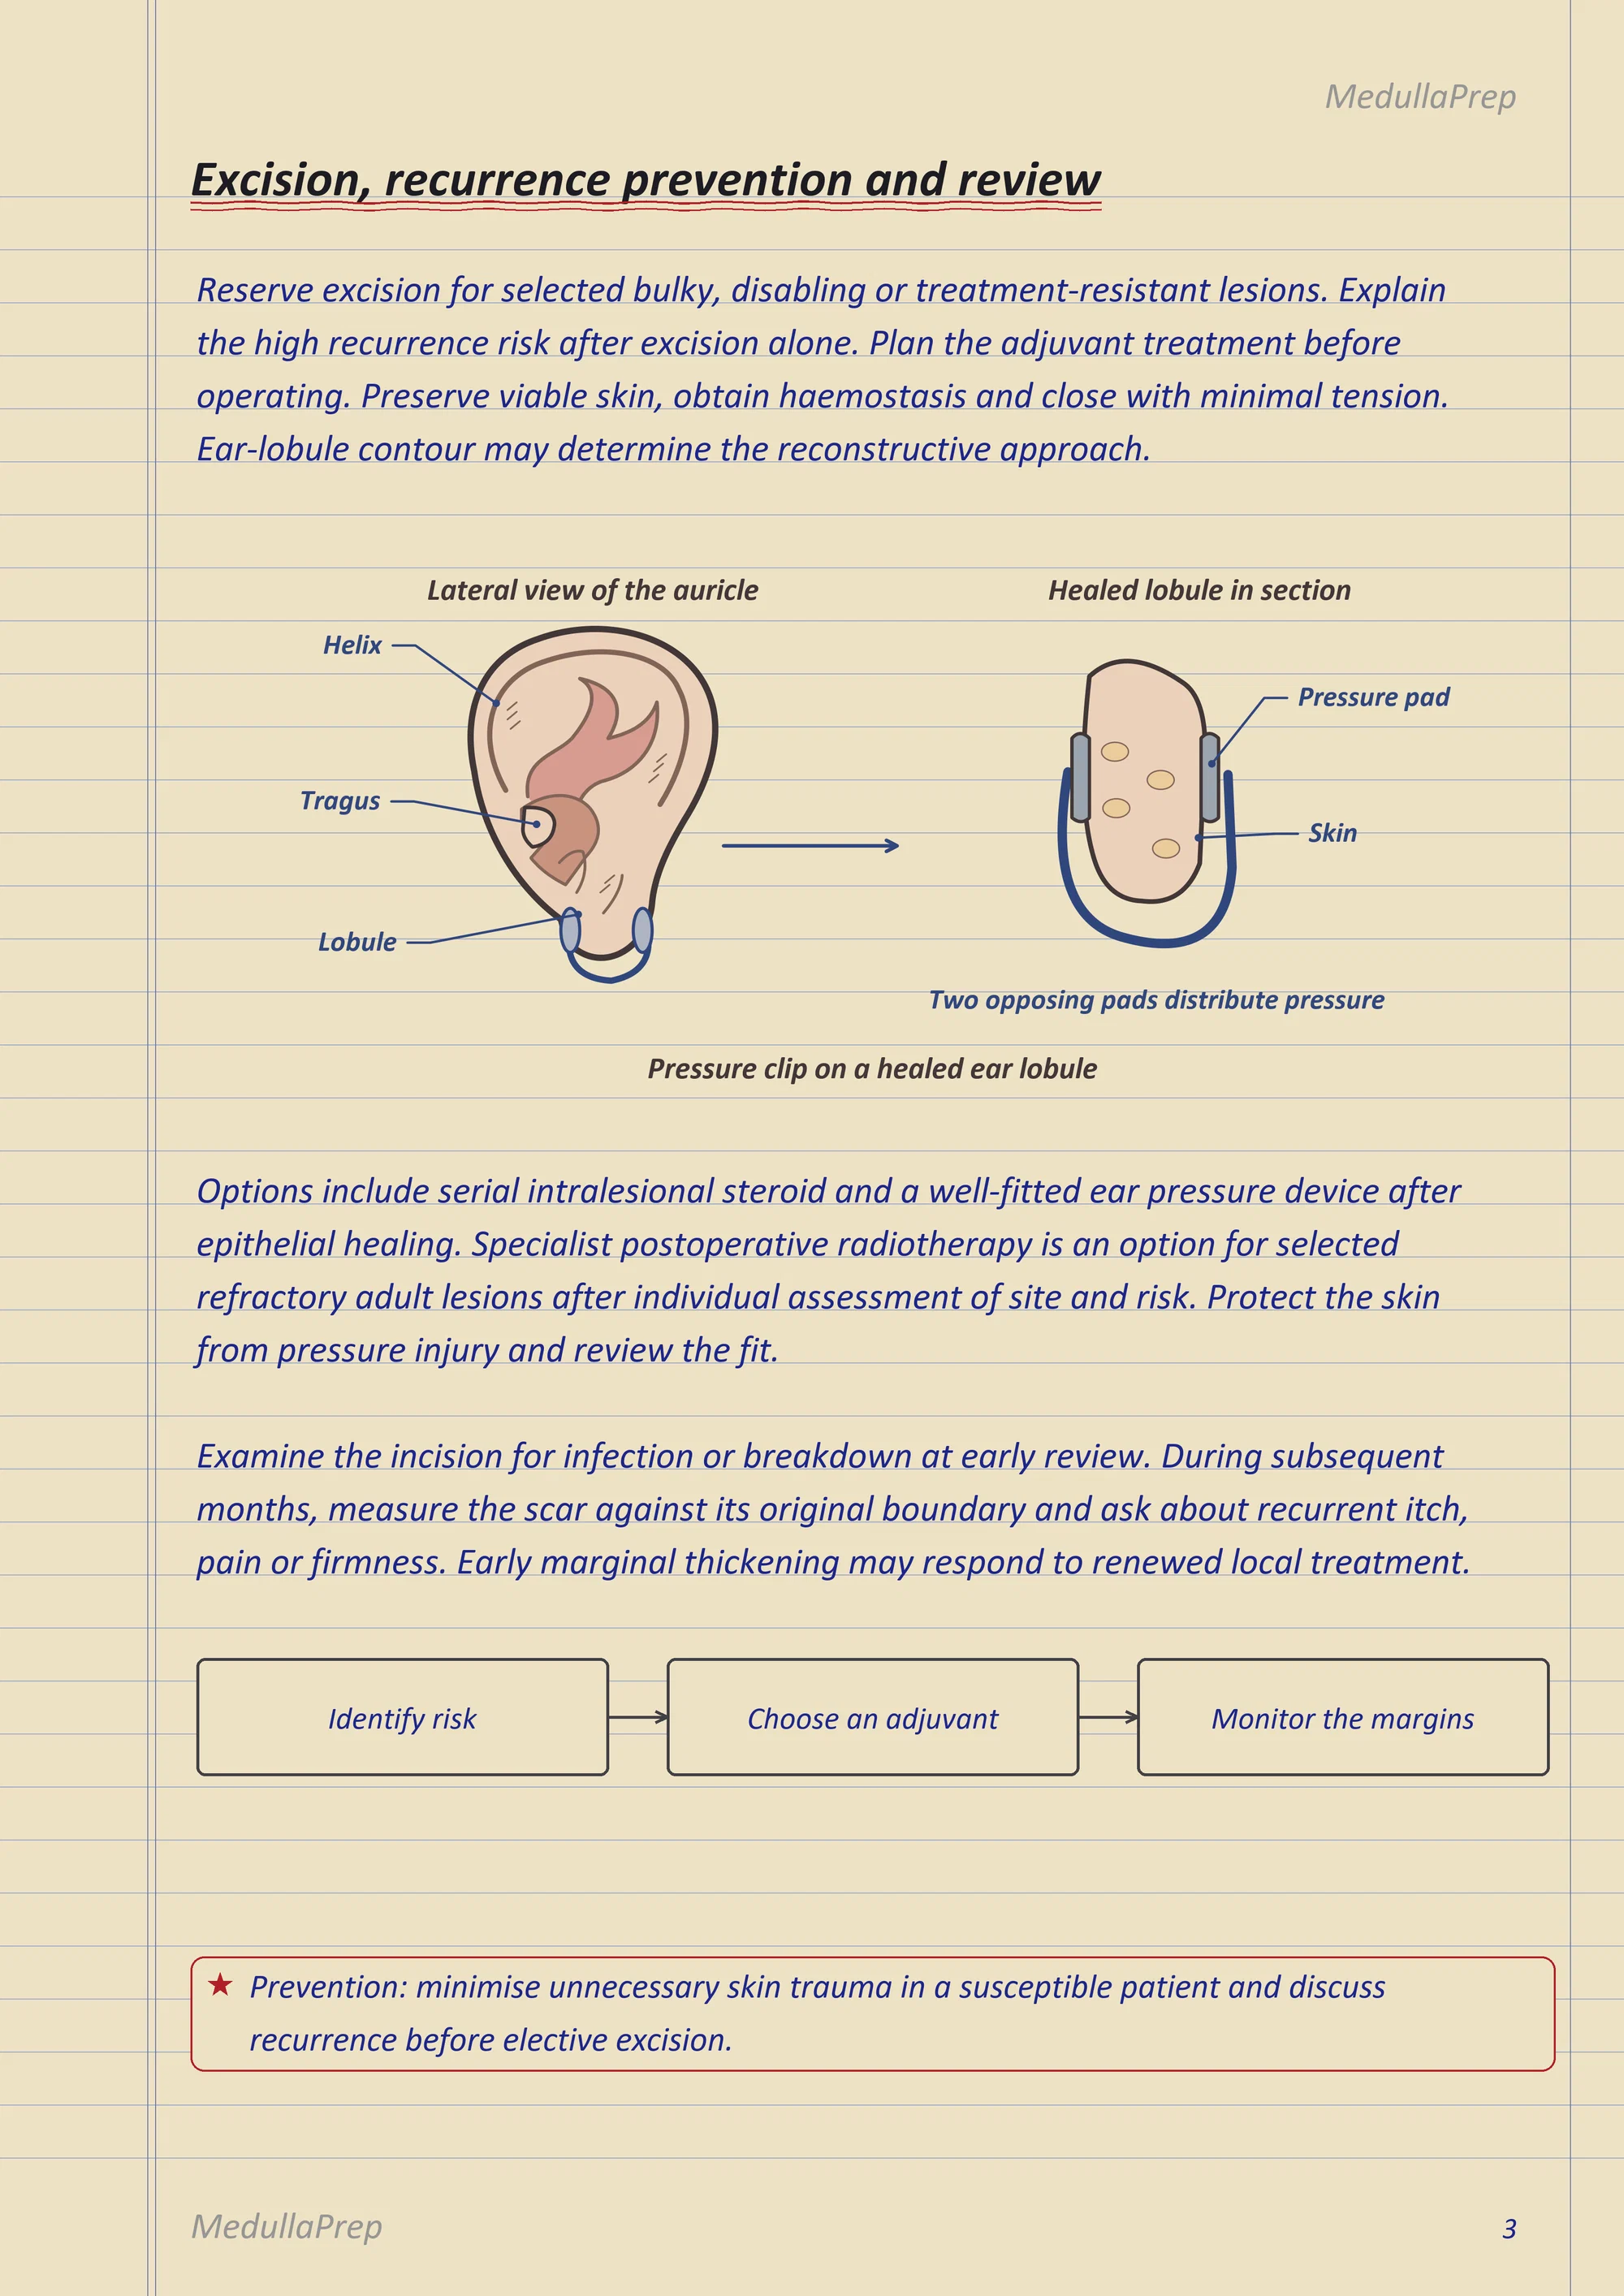 MedullaPrep
Excision, recurrence prevention and review
Reserve excision for selected bulky, disabling or treatment-resistant lesions. Explain
the high recurrence risk after excision alone. Plan the adjuvant treatment before
operating. Preserve viable skin, obtain haemostasis and close with minimal tension.
Ear-lobule contour may determine the reconstructive approach.
Lateral view of the auricle
Healed lobule in section
Helix
Pressure pad
Tragus
Skin
Lobule
Two opposing pads distribute pressure
Pressure clip on a healed ear lobule
Options include serial intralesional steroid and a well-fitted ear pressure device after
epithelial healing. Specialist postoperative radiotherapy is an option for selected
refractory adult lesions after individual assessment of site and risk. Protect the skin
from pressure injury and review the fit.
Examine the incision for infection or breakdown at early review. During subsequent
months, measure the scar against its original boundary and ask about recurrent itch,
pain or firmness. Early marginal thickening may respond to renewed local treatment.
Identify risk
Choose an adjuvant
Monitor the margins
★ Prevention: minimise unnecessary skin trauma in a susceptible patient and discuss
recurrence before elective excision.
MedullaPrep
3